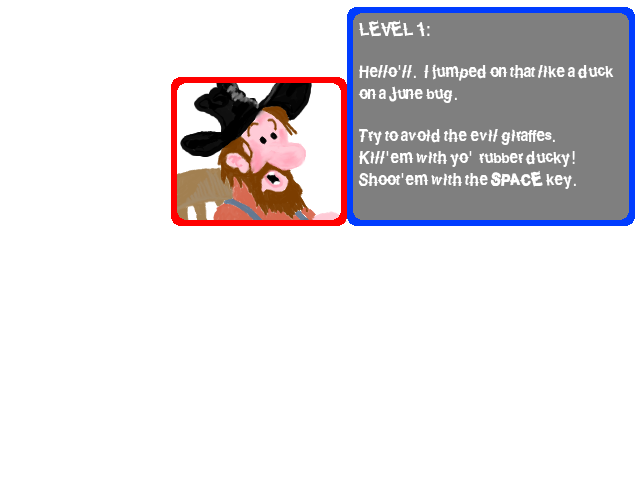 LEVEL 1:
Hello'll. I jumped on that like a duck
on a June bug.
Try to avoid the evil giraffes.
Kill'em with yo' rubber ducky!
Shoot'em with the SPACE key.